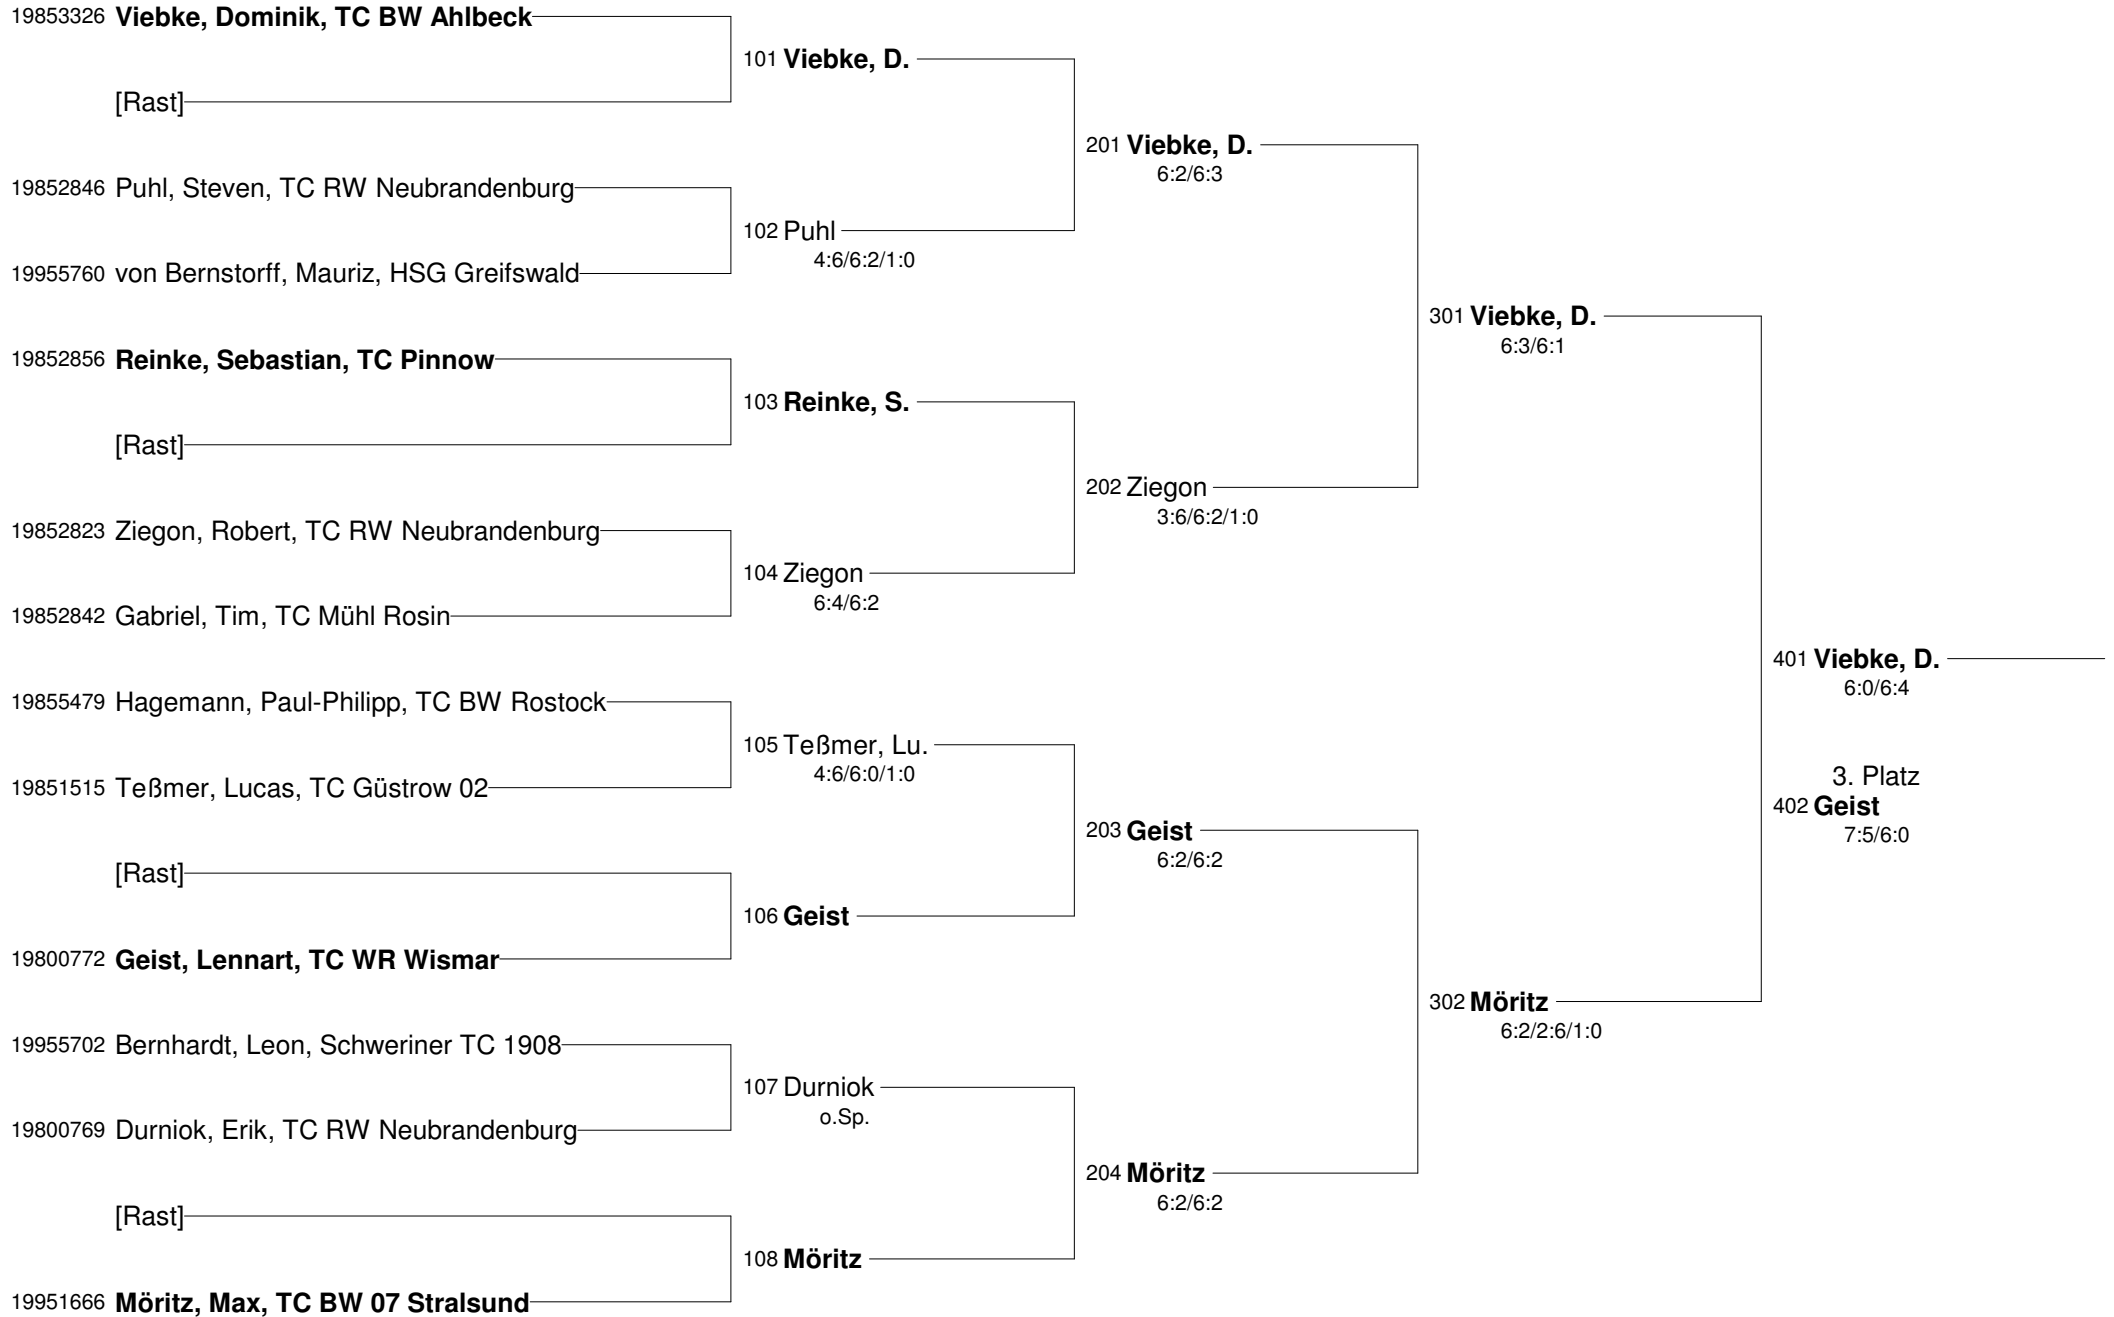 19853326 Viebke, Dominik, TC BW Ahlbeck
101 Viebke, D.
[Rast]
201 Viebke, D.
6:2/6:3
19852846 Puhl, Steven, TC RW Neubrandenburg
102 Puhl
4:6/6:2/1:0
19955760 von Bernstorff, Mauriz, HSG Greifswald
301 Viebke, D.
6:3/6:1
19852856 Reinke, Sebastian, TC Pinnow
103 Reinke, S.
[Rast]
202 Ziegon
3:6/6:2/1:0
19852823 Ziegon, Robert, TC RW Neubrandenburg
104 Ziegon
6:4/6:2
19852842 Gabriel, Tim, TC Mühl Rosin
401 Viebke, D.
6:0/6:4
19855479 Hagemann, Paul-Philipp, TC BW Rostock
105 Teßmer, Lu.
4:6/6:0/1:0
3. Platz
402 Geist
7:5/6:0
19851515 Teßmer, Lucas, TC Güstrow 02
203 Geist
6:2/6:2
[Rast]
106 Geist
19800772 Geist, Lennart, TC WR Wismar
302 Möritz
6:2/2:6/1:0
19955702 Bernhardt, Leon, Schweriner TC 1908
107 Durniok
o.Sp.
19800769 Durniok, Erik, TC RW Neubrandenburg
204 Möritz
6:2/6:2
[Rast]
108 Möritz
19951666 Möritz, Max, TC BW 07 Stralsund